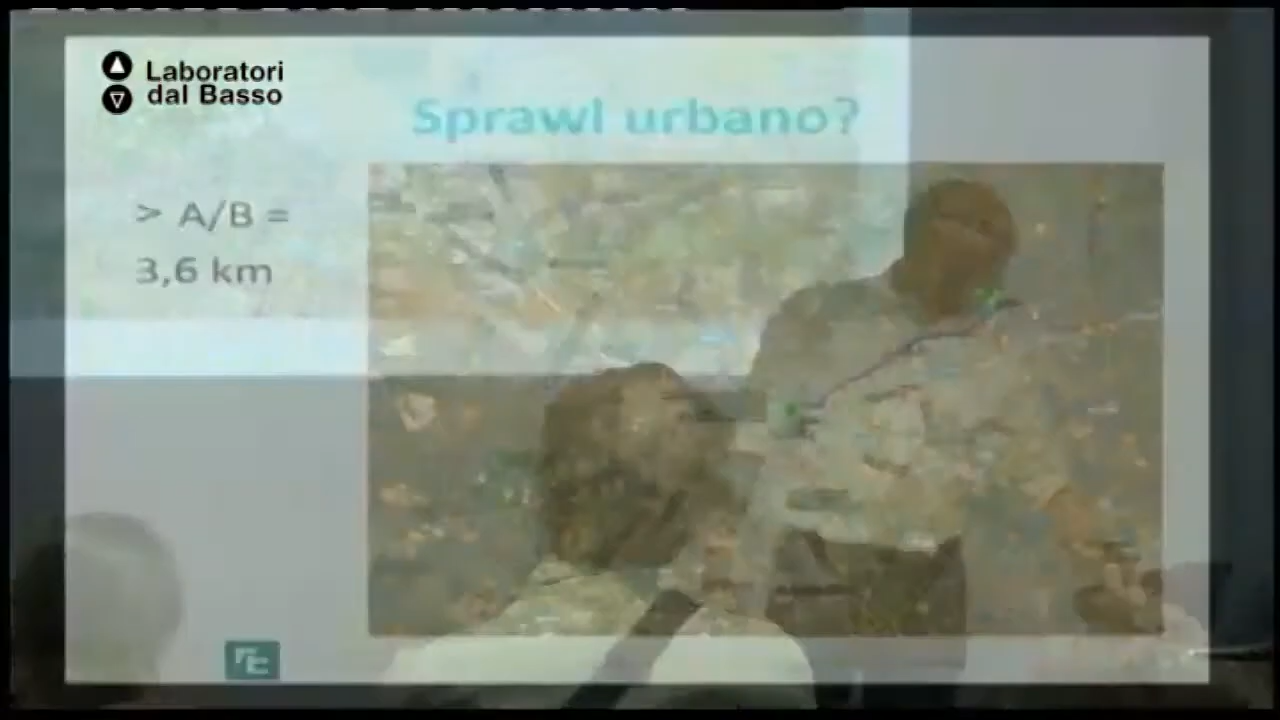 Laboratori
dal Basso
Sprawl urbano?
> A/B =
3,6 km